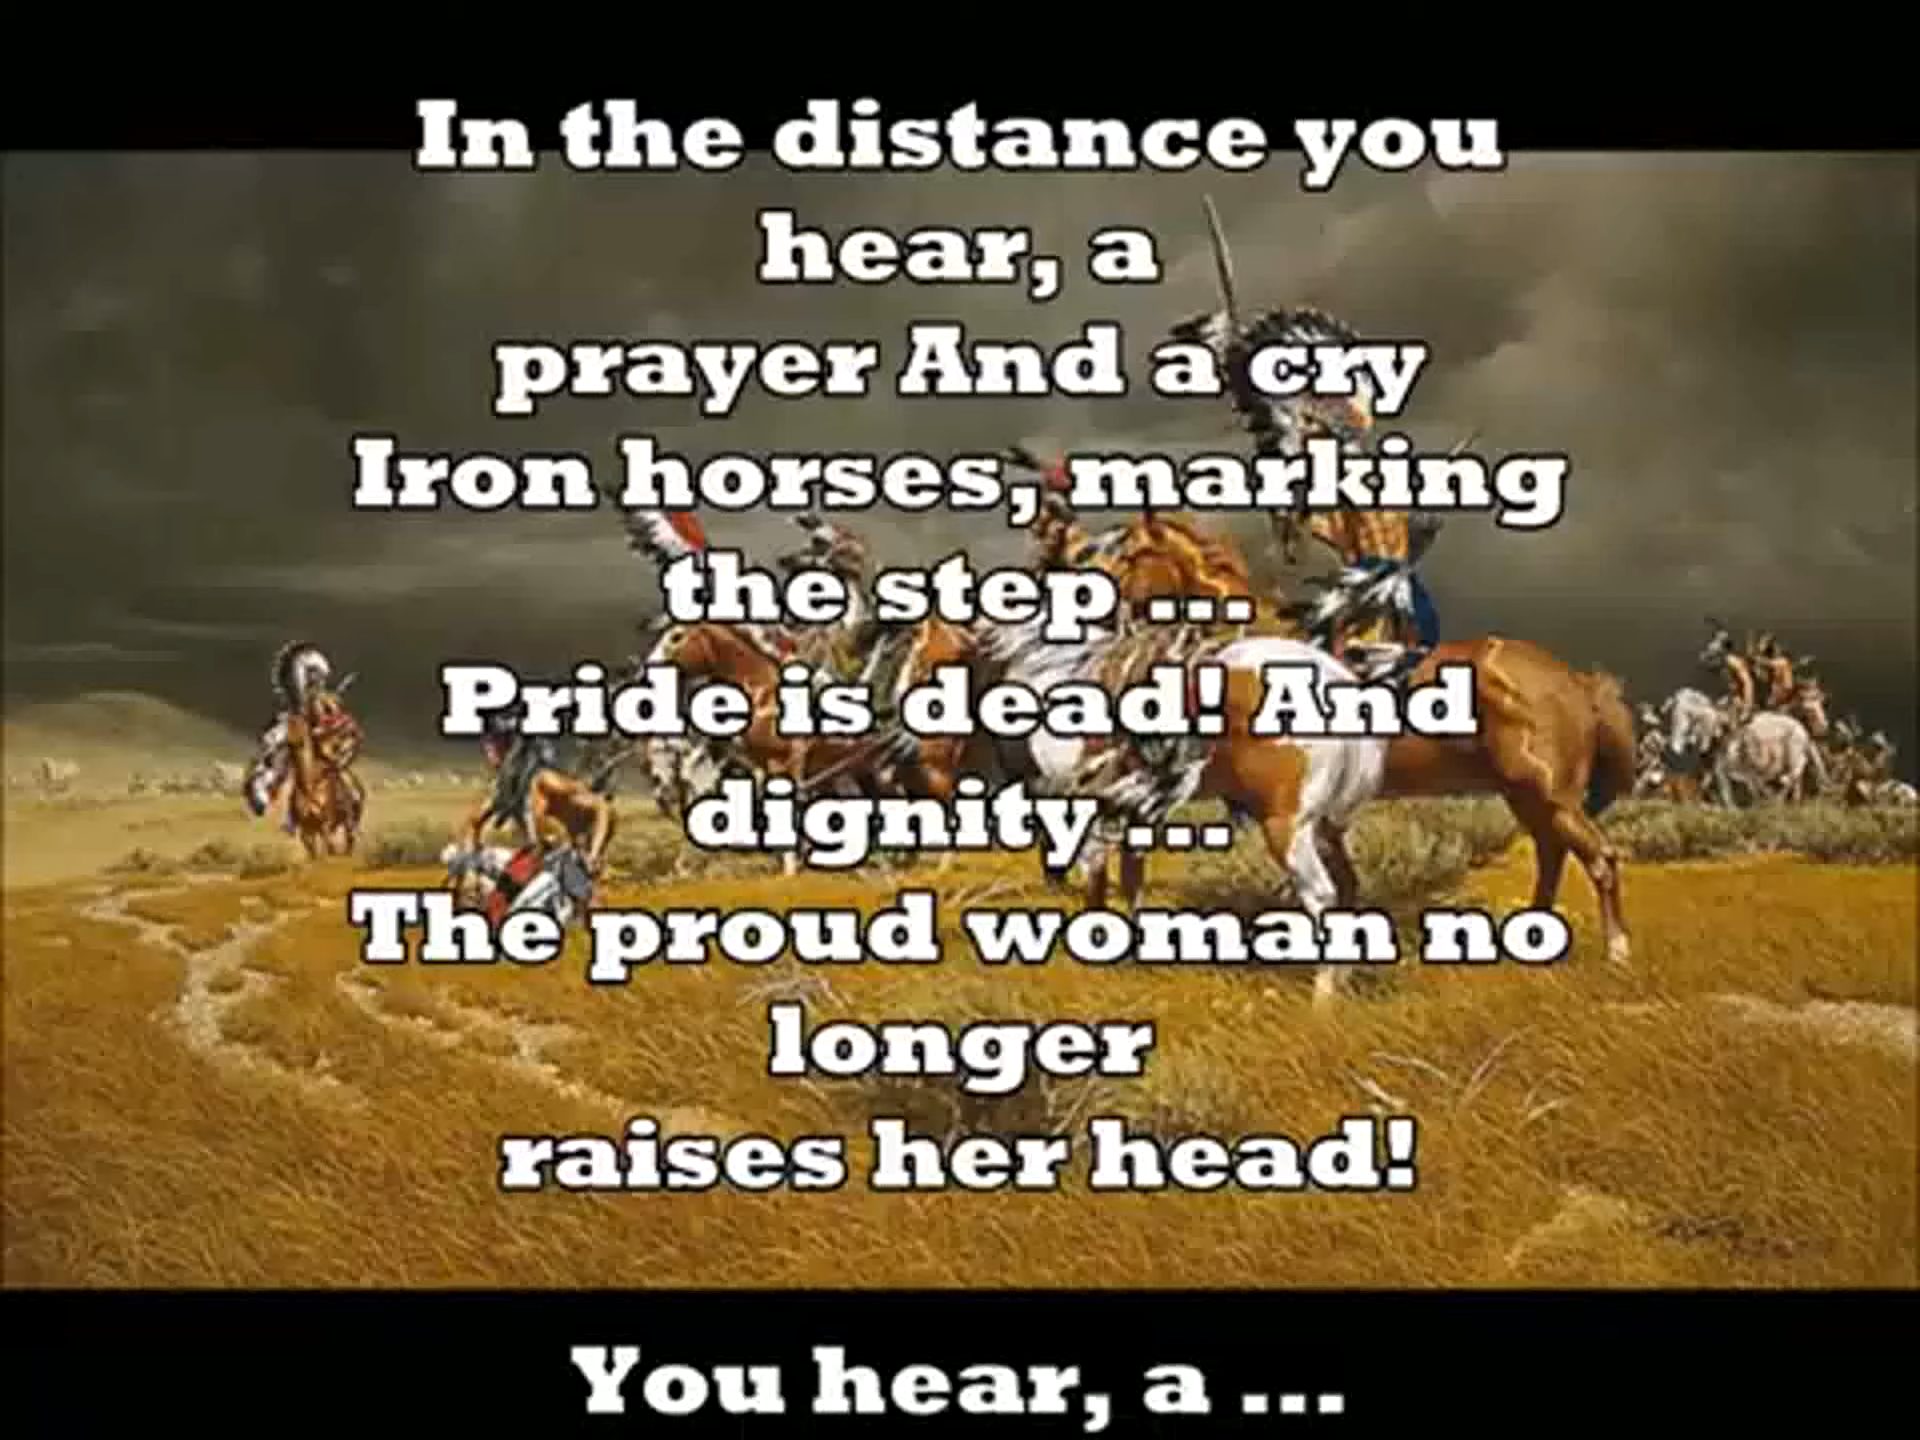 In the distance you
hear, a
prayer And a cry
Iron horses, marking
the step ...
Pride is dead! And
dignity ...
The proud woman no
longer
raises her head!
You hear, a ...